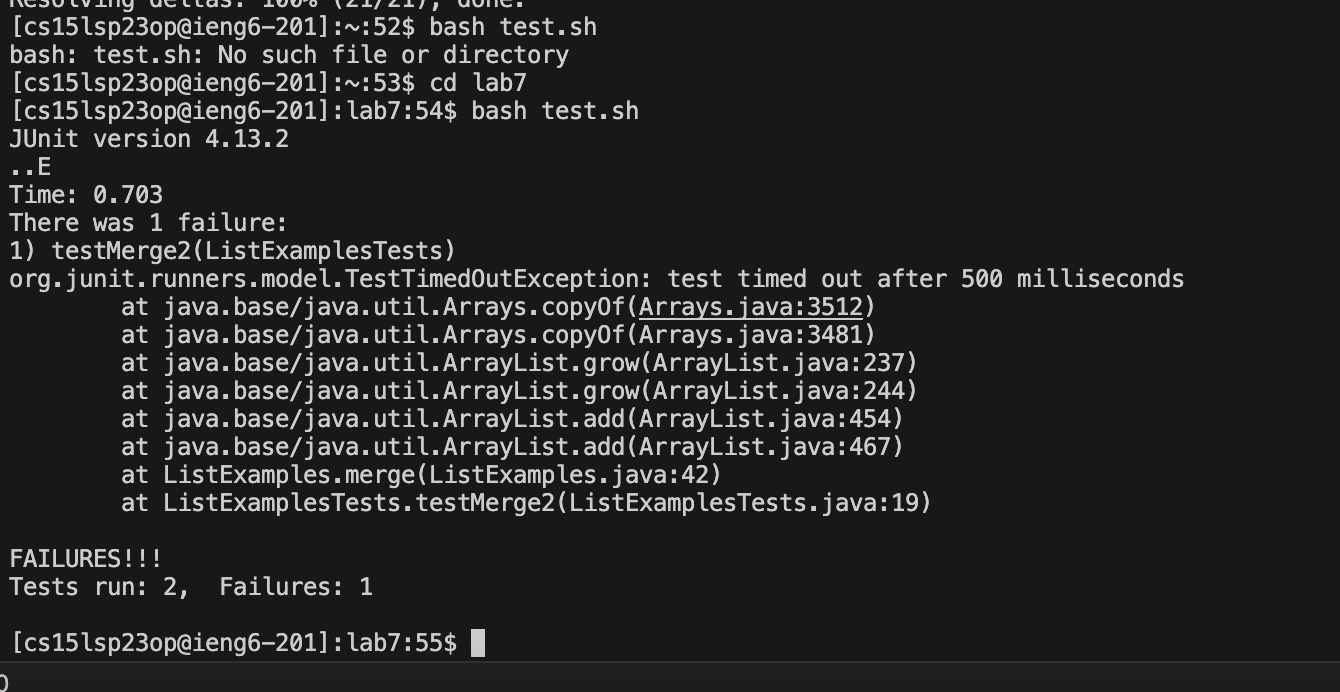 Resolving deltas: 100% (21/21), done.
[cs15lsp23op@ieng6-201]:~:52$ bash test.sh
bash: test.sh: No such file or directory
[cs15lsp23op@ieng6-201]:~:53$ cd lab7
[cs15lsp23op@ieng6-201]:lab7:54$ bash test.sh
JUnit version 4.13.2
..E
Time: 0.703
There was 1 failure:
1) testMerge2(ListExamplesTests)
org.junit.runners.model.TestTimedOutException: test timed out after 500 milliseconds
        at java.base/java.util.Arrays.copyOf(Arrays.java:3512)
        at java.base/java.util.Arrays.copyOf(Arrays.java:3481)
        at java.base/java.util.ArrayList.grow(ArrayList.java:237)
        at java.base/java.util.ArrayList.grow(ArrayList.java:244)
        at java.base/java.util.ArrayList.add(ArrayList.java:454)
        at java.base/java.util.ArrayList.add(ArrayList.java:467)
        at ListExamples.merge(ListExamples.java:42)
        at ListExamplesTests.testMerge2(ListExamplesTests.java:19)
FAILURES!!!
Tests run: 2,  Failures: 1
[cs15lsp23op@ieng6-201]:lab7:55$